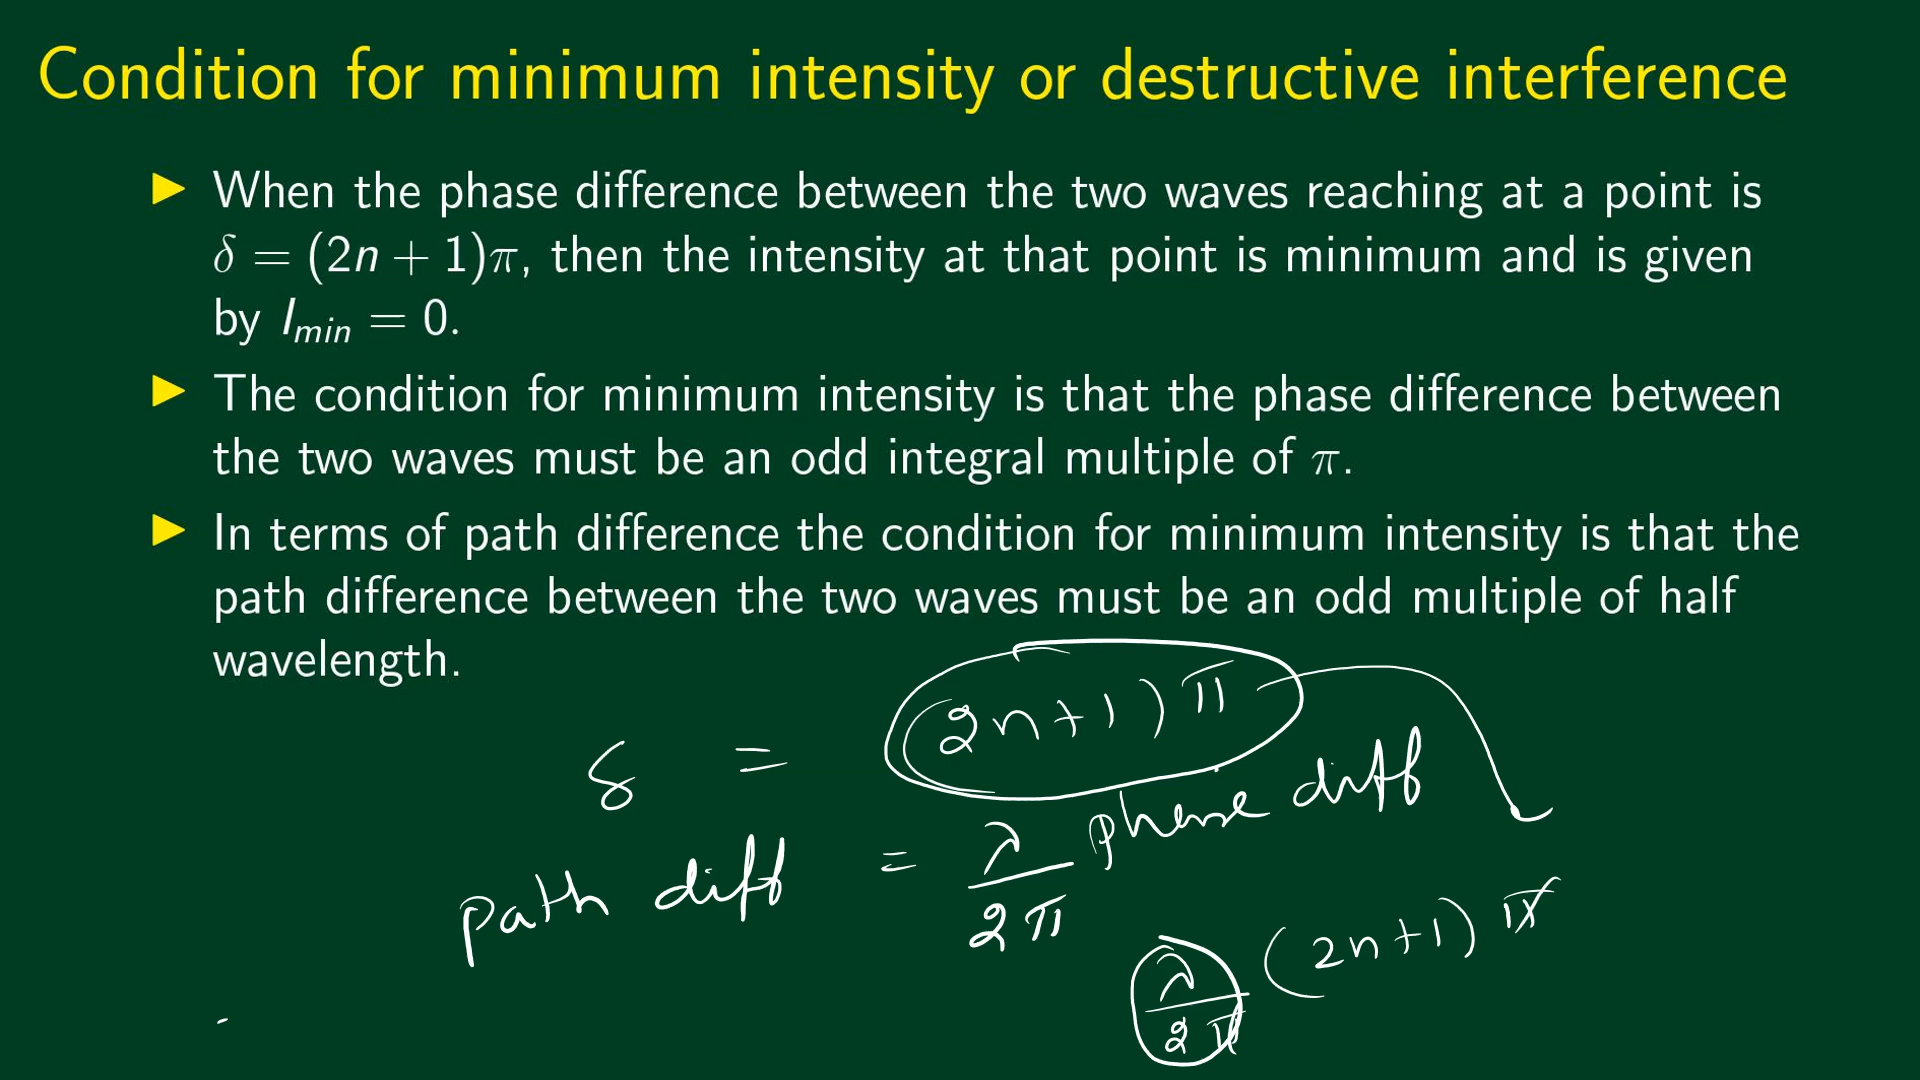 Condition for minimum intensity or destructive interference
▶ When the phase difference between the two waves reaching at a point is
δ = (2n + 1)π, then the intensity at that point is minimum and is given
by I_min = 0.
▶ The condition for minimum intensity is that the phase difference between
the two waves must be an odd integral multiple of π.
▶ In terms of path difference the condition for minimum intensity is that the
path difference between the two waves must be an odd multiple of half
wavelength.
δ = (2n+1)π
path diff = λ/2π phase diff
λ/2π (2n+1)π